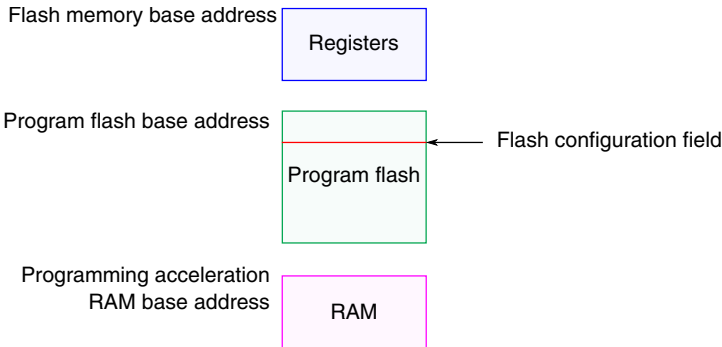 Flash memory base address
Registers
Program flash base address
Flash configuration field
Program flash
Programming acceleration
RAM base address
RAM